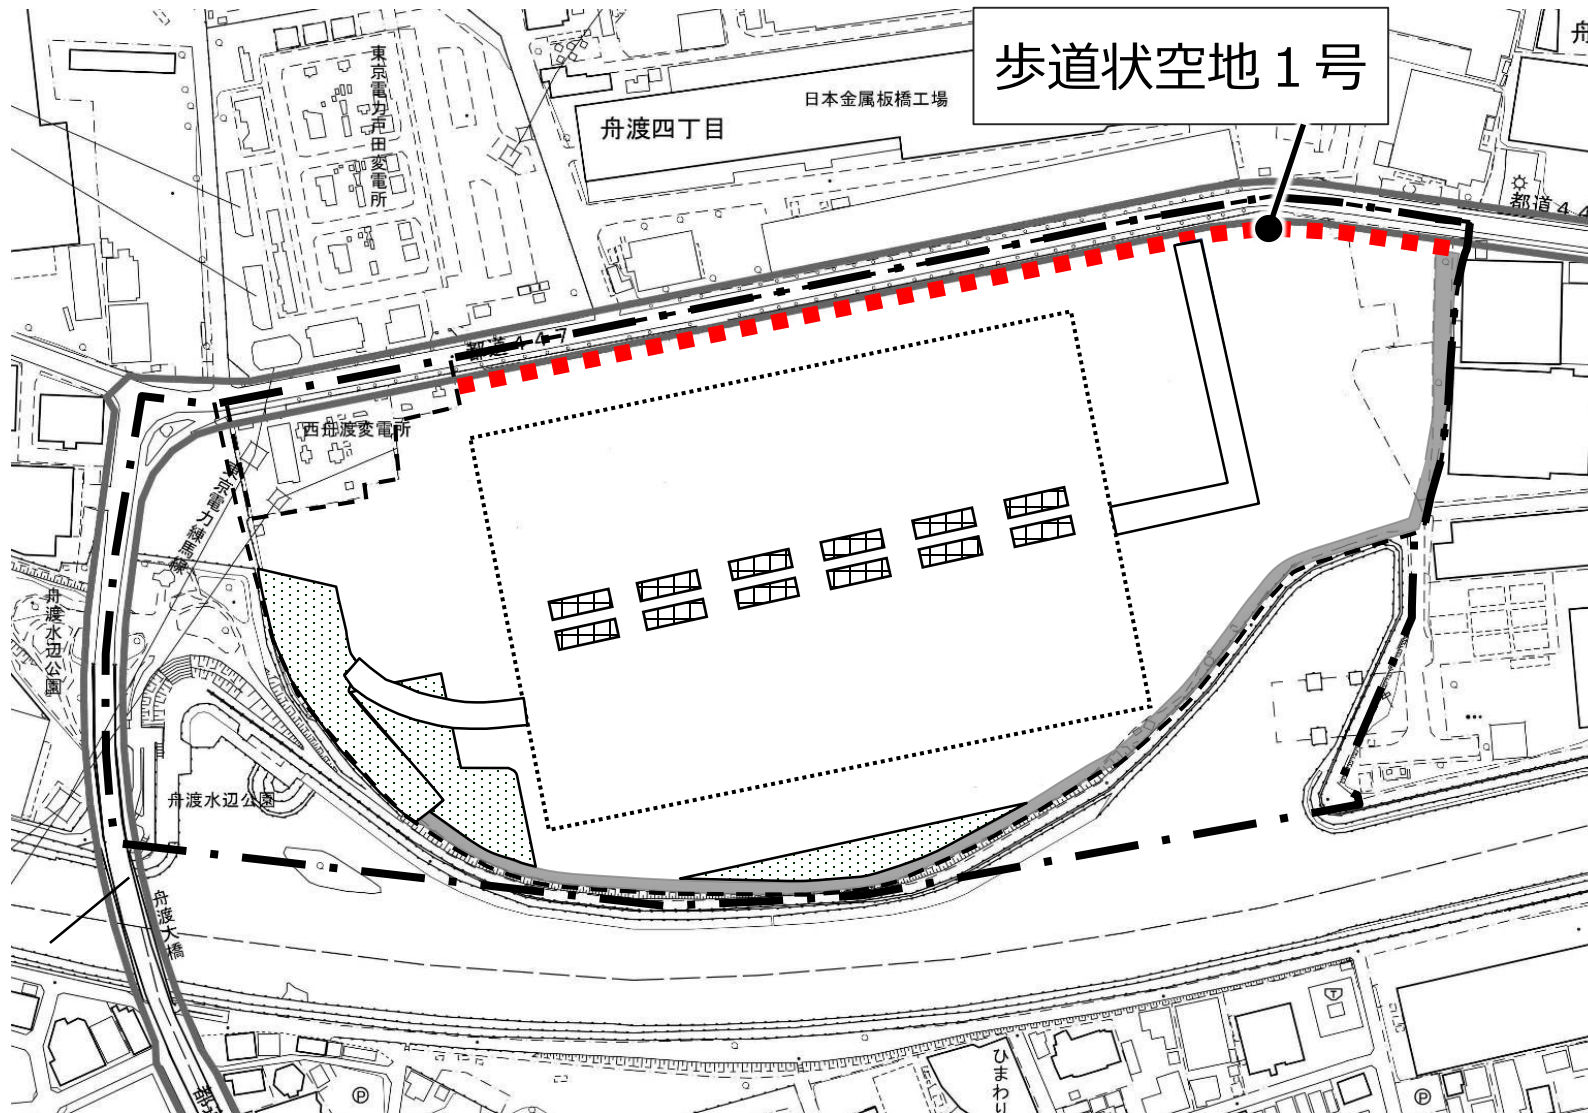 歩道状空地１号
東京電力戸田変電所
舟渡四丁目
日本金属板橋工場
舟
都道４４
都道４４７
西舟渡変電所
東京電力練馬線
舟渡水辺公園
舟渡水辺公園
舟渡大橋
ひまわり
都
P
P
T